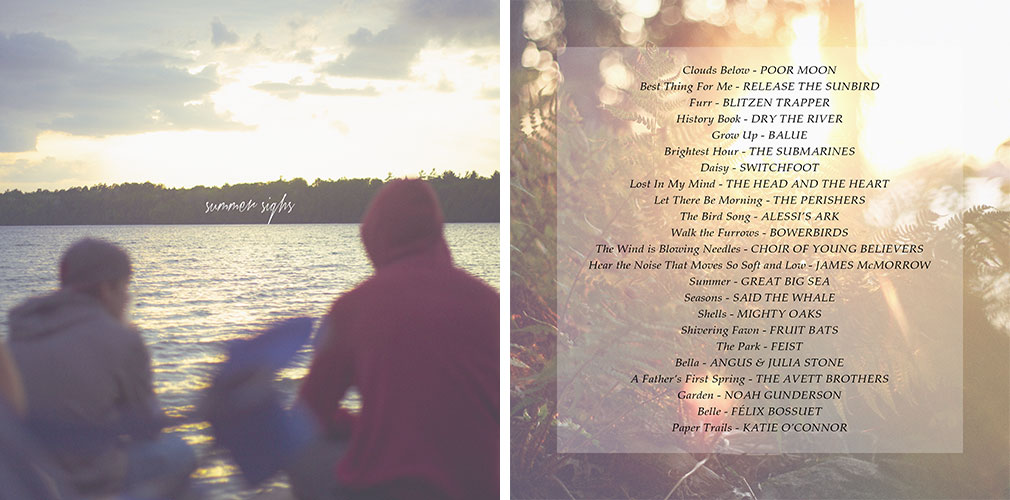 summer sighs
Clouds Below - POOR MOON
Best Thing For Me - RELEASE THE SUNBIRD
Furr - BLITZEN TRAPPER
History Book - DRY THE RIVER
Grow Up - BALUE
Brightest Hour - THE SUBMARINES
Daisy - SWITCHFOOT
Lost In My Mind - THE HEAD AND THE HEART
Let There Be Morning - THE PERISHERS
The Bird Song - ALESSI'S ARK
Walk the Furrows - BOWERBIRDS
The Wind is Blowing Needles - CHOIR OF YOUNG BELIEVERS
Hear the Noise That Moves So Soft and Low - JAMES McMORROW
Summer - GREAT BIG SEA
Seasons - SAID THE WHALE
Shells - MIGHTY OAKS
Shivering Fawn - FRUIT BATS
The Park - FEIST
Bella - ANGUS & JULIA STONE
A Father's First Spring - THE AVETT BROTHERS
Garden - NOAH GUNDERSON
Belle - FÉLIX BOSSUET
Paper Trails - KATIE O'CONNOR